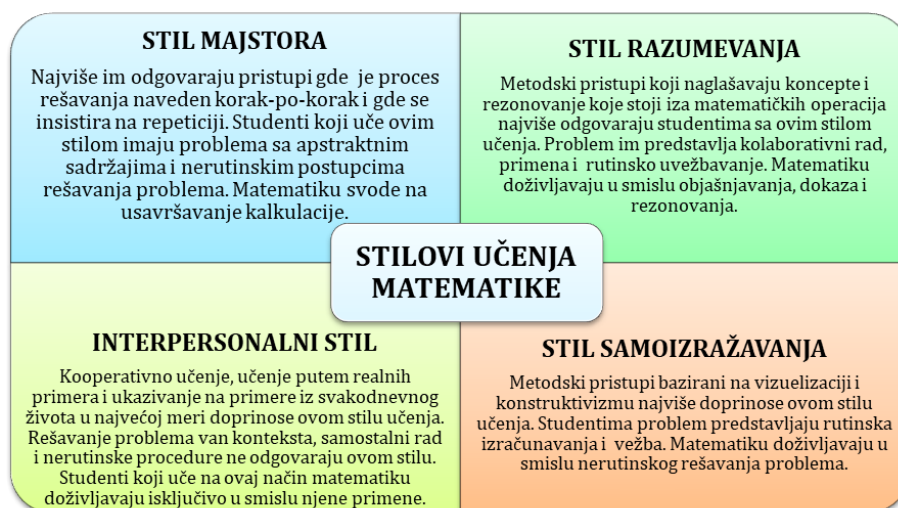 STIL MAJSTORA
Najviše im odgovaraju pristupi gde je proces
rešavanja naveden korak-po-korak i gde se
insistira na repeticiji. Studenti koji uče ovim
stilom imaju problema sa apstraktnim
sadržajima i nerutinskim postupcima
rešavanja problema. Matematiku svode na
usavršavanje kalkulacije.
STIL RAZUMEVANJA
Metodski pristupi koji naglašavaju koncepte i
rezonovanje koje stoji iza matematičkih operacija
najviše odgovaraju studentima sa ovim stilom
učenja. Problem im predstavlja kolaborativni rad,
primena i rutinsko uvežbavanje. Matematiku
doživljavaju u smislu objašnjavanja, dokaza i
rezonovanja.
STILOVI UČENJA
MATEMATIKE
INTERPERSONALNI STIL
Kooperativno učenje, učenje putem realnih
primera i ukazivanje na primere iz svakodnevnog
života u najvećoj meri doprinose ovom stilu učenja.
Rešavanje problema van konteksta, samostalni rad
i nerutinske procedure ne odgovaraju ovom stilu.
Studenti koji uče na ovaj način matematiku
doživljavaju isključivo u smislu njene primene.
STIL SAMOIZRAŽAVANJA
Metodski pristupi bazirani na vizuelizaciji i
konstruktivizmu najviše doprinose ovom stilu
učenja. Studentima problem predstavljaju rutinska
izračunavanja i vežba. Matematiku doživljavaju u
smislu nerutinskog rešavanja problema.